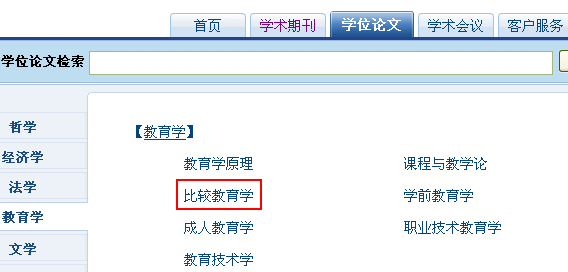 首页 学术期刊 学位论文 学术会议 客户服务
学位论文检索
哲学
经济学
法学
教育学
文学
【教育学】
教育学原理 课程与教学论
比较教育学 学前教育学
成人教育学 职业技术教育学
教育技术学